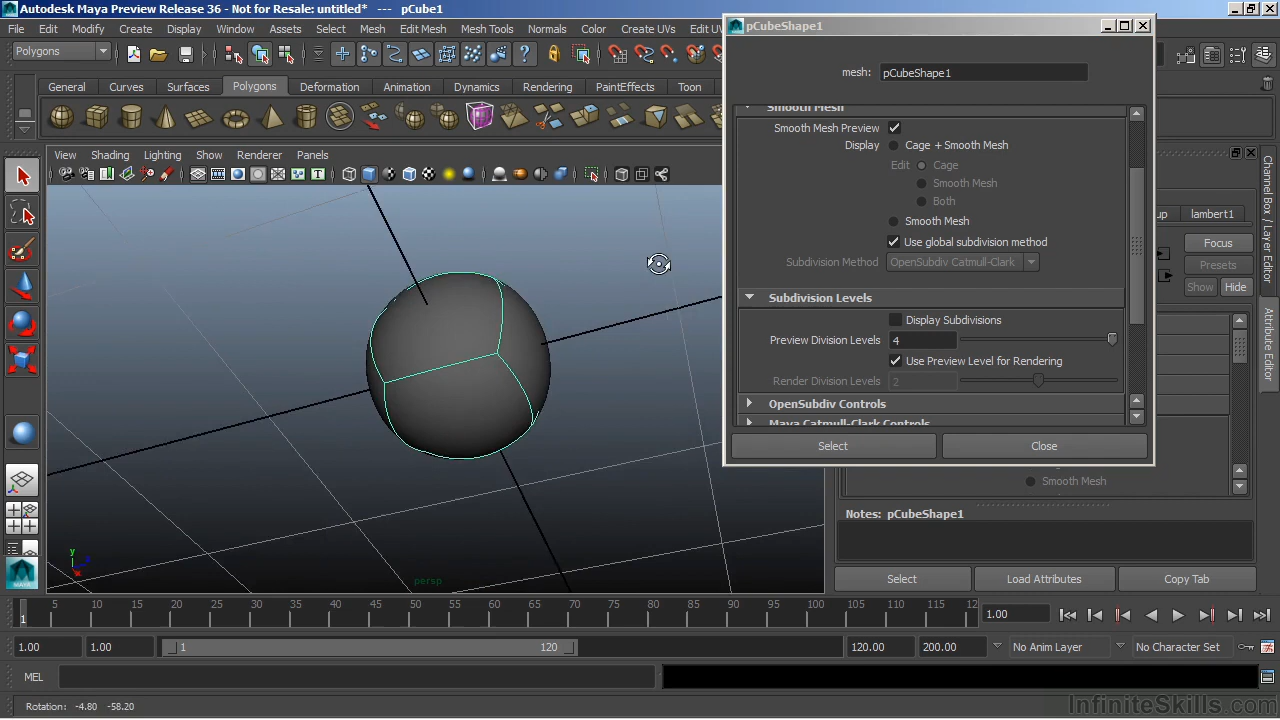 Autodesk Maya Preview Release 36 - Not for Resale: untitled* --- pCube1
File Edit Modify Create Display Window Assets Select Mesh Edit Mesh Mesh Tools Normals Color Create UVs Edit UV
Polygons
General Curves Surfaces Polygons Deformation Animation Dynamics Rendering PaintEffects Toon
View Shading Lighting Show Renderer Panels
pCubeShape1
mesh: pCubeShape1
Smooth Mesh
Smooth Mesh Preview
Display Cage + Smooth Mesh
Edit Cage
Smooth Mesh
Both
Smooth Mesh
Use global subdivision method
Subdivision Method OpenSubdiv Catmull-Clark
Subdivision Levels
Display Subdivisions
Preview Division Levels 4
Use Preview Level for Rendering
Render Division Levels 2
OpenSubdiv Controls
Maya Catmull-Clark Controls
Select Close
up lambert1
Focus
Presets
Show Hide
Channel Box / Layer Editor
Attribute Editor
Smooth Mesh
Notes: pCubeShape1
Select Load Attributes Copy Tab
y
persp
MAYA
1 5 10 15 20 25 30 35 40 45 50 55 60 65 70 75 80 85 90 95 100 105 110 115 12
1.00
1.00 1.00 1 120 120.00 200.00 No Anim Layer No Character Set
MEL
Rotation: -4.80 -58.20
InfiniteSkills.com